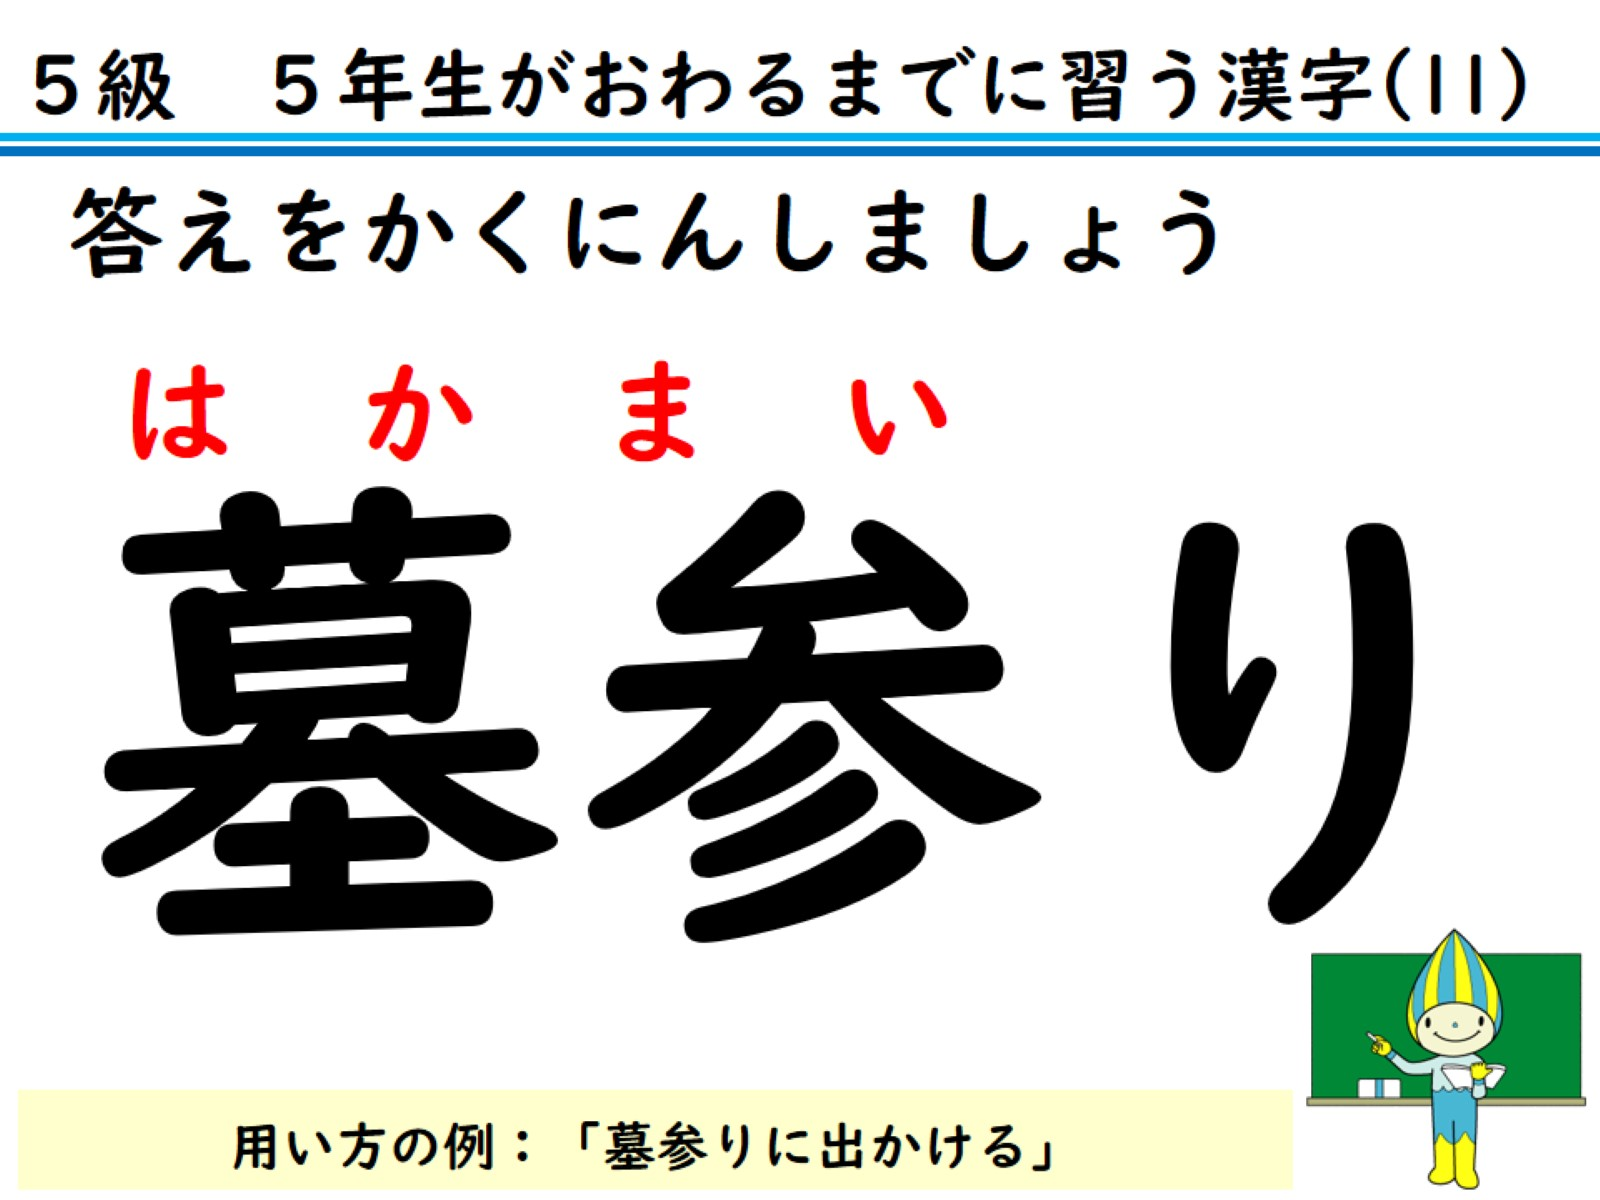 ５級　５年生がおわるまでに習う漢字(11)
答えをかくにんしましょう
はかまい
墓参り
用い方の例：「墓参りに出かける」